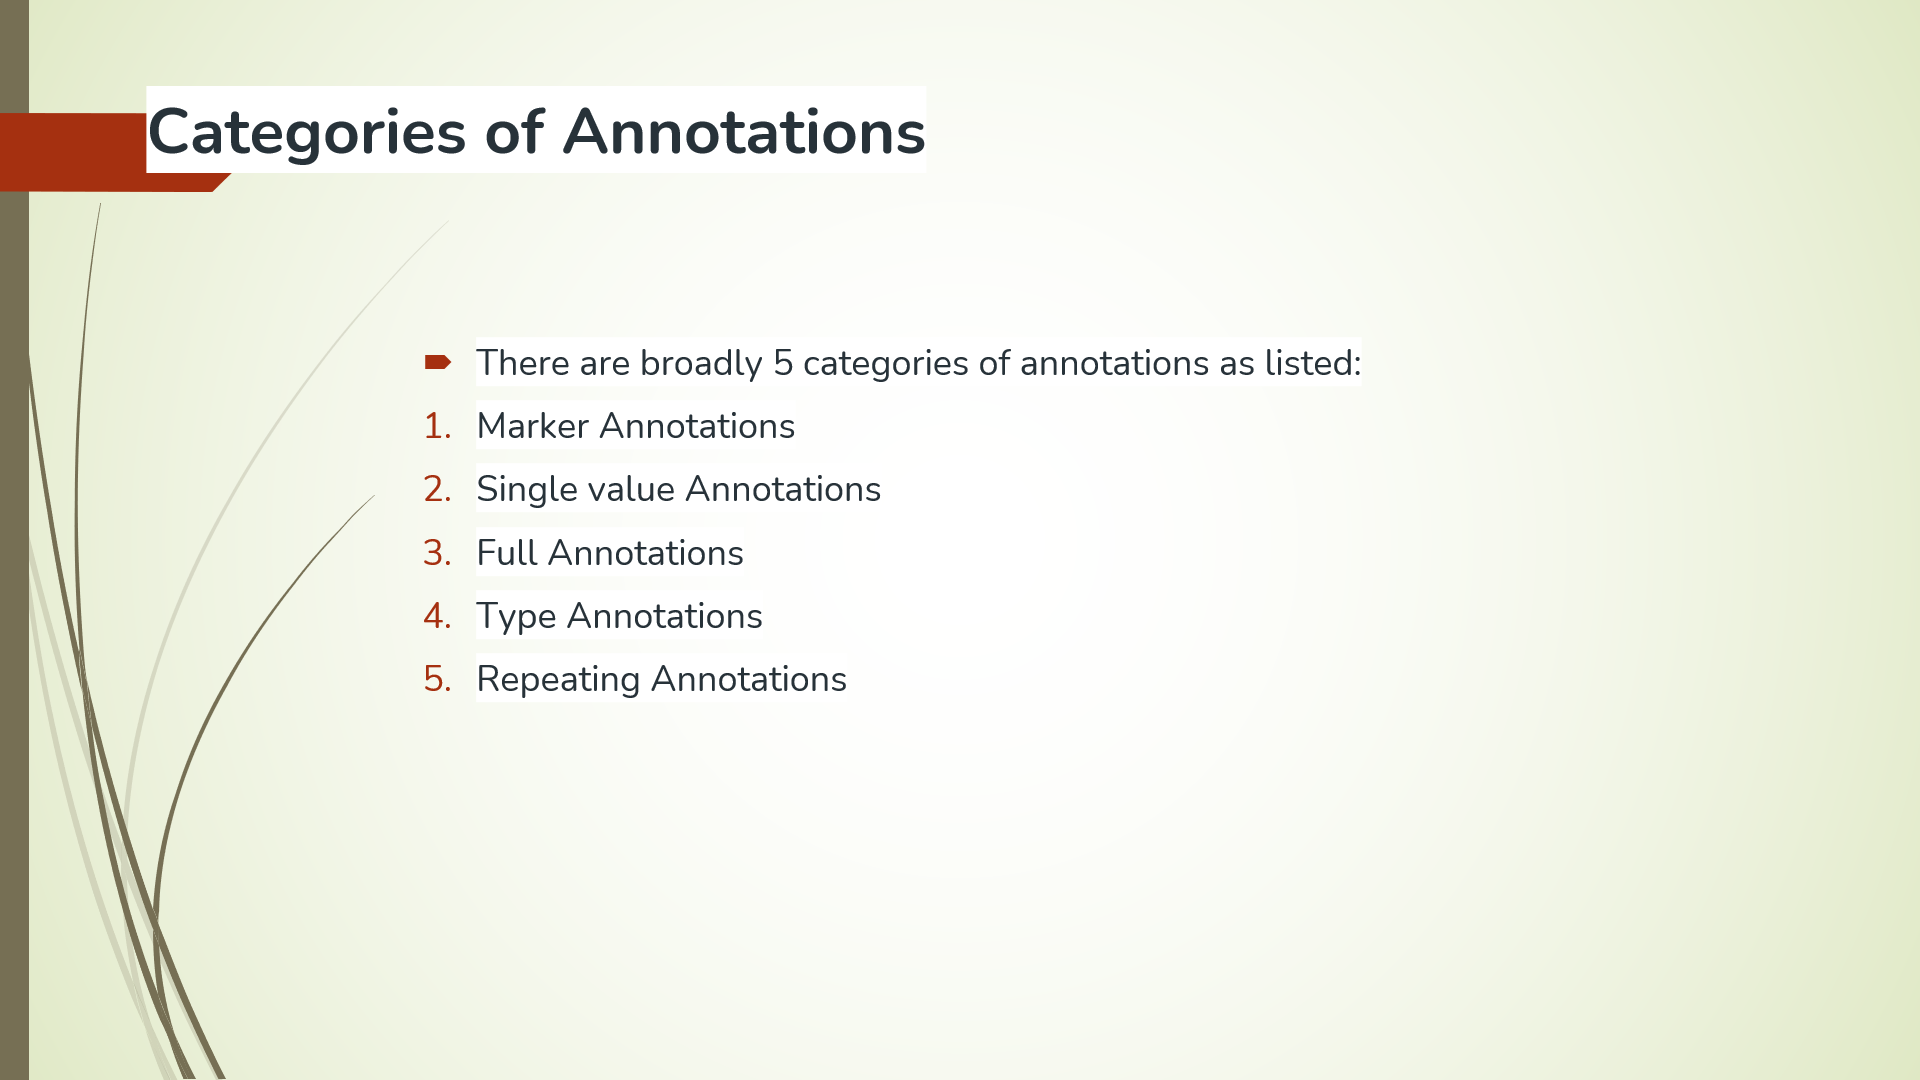 Categories of Annotations
There are broadly 5 categories of annotations as listed:
1. Marker Annotations
2. Single value Annotations
3. Full Annotations
4. Type Annotations
5. Repeating Annotations